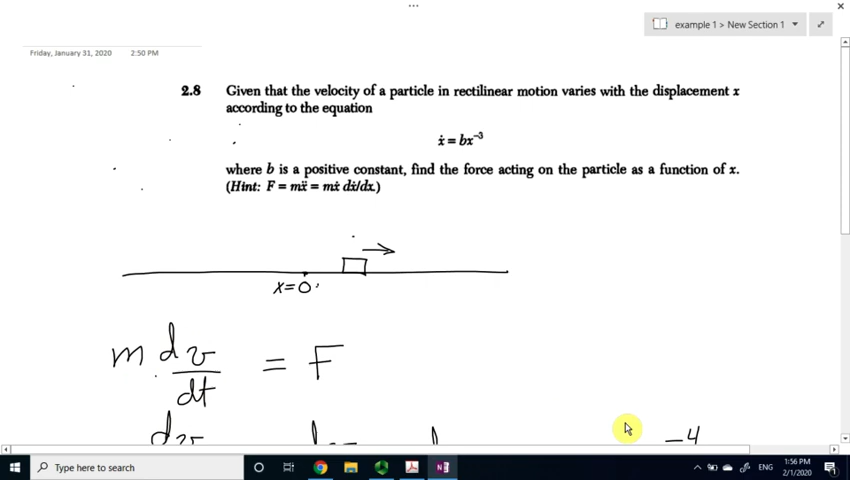 example 1 > New Section 1
Friday, January 31, 2020 2:50 PM
2.8 Given that the velocity of a particle in rectilinear motion varies with the displacement x
according to the equation
ẋ = bx⁻³
where b is a positive constant, find the force acting on the particle as a function of x.
(Hint: F = mẍ = mẋ dẋ/dx.)
x=0
m dv/dt = F
dv
-4
Type here to search
ENG
1:56 PM
2/1/2020